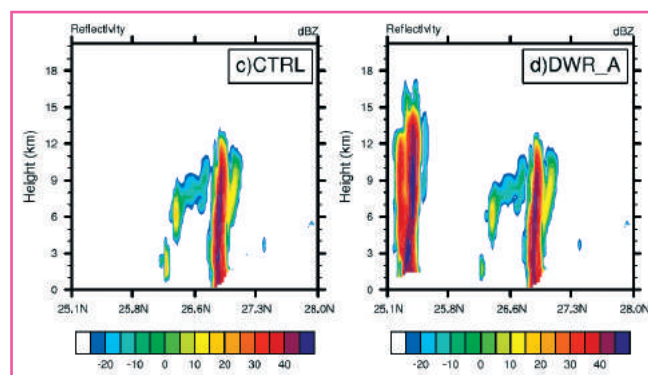 Reflectivity dBZ
c)CTRL
Height (km)
18
15
12
9
6
3
0
25.1N 25.8N 26.6N 27.3N 28.0N
-20 -10 0 10 20 30 40
Reflectivity dBZ
d)DWR_A
Height (km)
18
15
12
9
6
3
0
25.1N 25.8N 26.6N 27.3N 28.0N
-20 -10 0 10 20 30 40